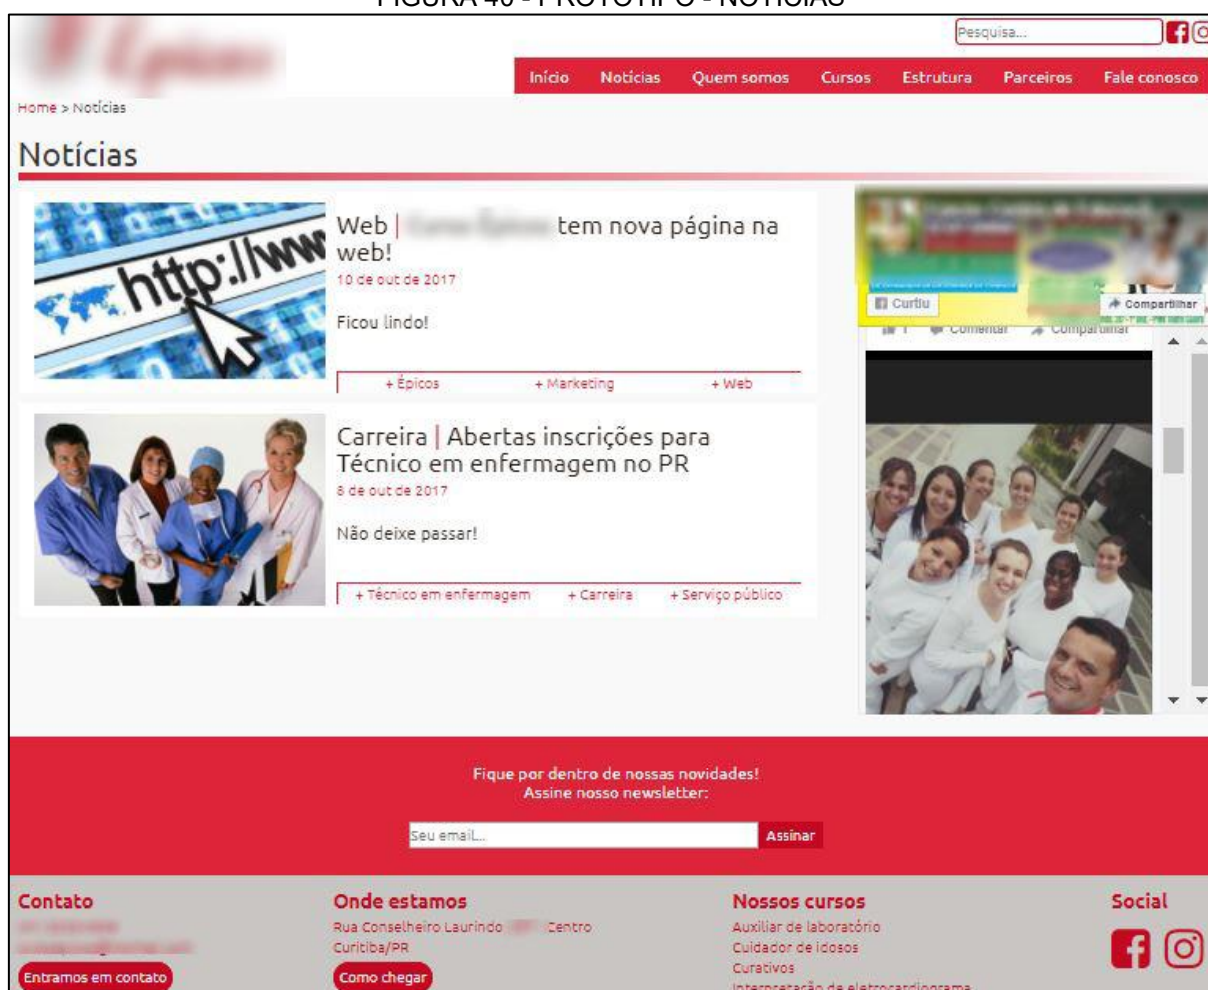 FIGURA 40 - PROTÓTIPO - NOTÍCIAS
Pesquisa...
Início Notícias Quem somos Cursos Estrutura Parceiros Fale conosco
Home > Notícias
Notícias
http://www
Web | tem nova página na
web!
10 de out de 2017
Ficou lindo!
+ Épicos + Marketing + Web
Carreira | Abertas inscrições para
Técnico em enfermagem no PR
8 de out de 2017
Não deixe passar!
+ Técnico em enfermagem + Carreira + Serviço público
Curtiu Compartilhar
1 Comentar Compartilhar
Fique por dentro de nossas novidades!
Assine nosso newsletter:
Seu email...
Assinar
Contato
Entramos em contato
Onde estamos
Rua Conselheiro Laurindo Centro
Curitiba/PR
Como chegar
Nossos cursos
Auxiliar de laboratório
Cuidador de idosos
Curativos
Interpretação de eletrocardiograma
Social